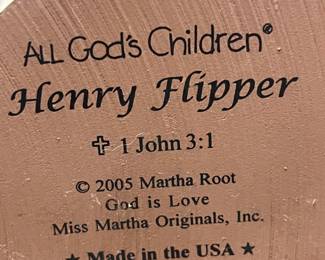 ALL God's Children®
Henry Flipper
✞ 1 John 3:1
© 2005 Martha Root
God is Love
Miss Martha Originals, Inc.
★ Made in the USA ★